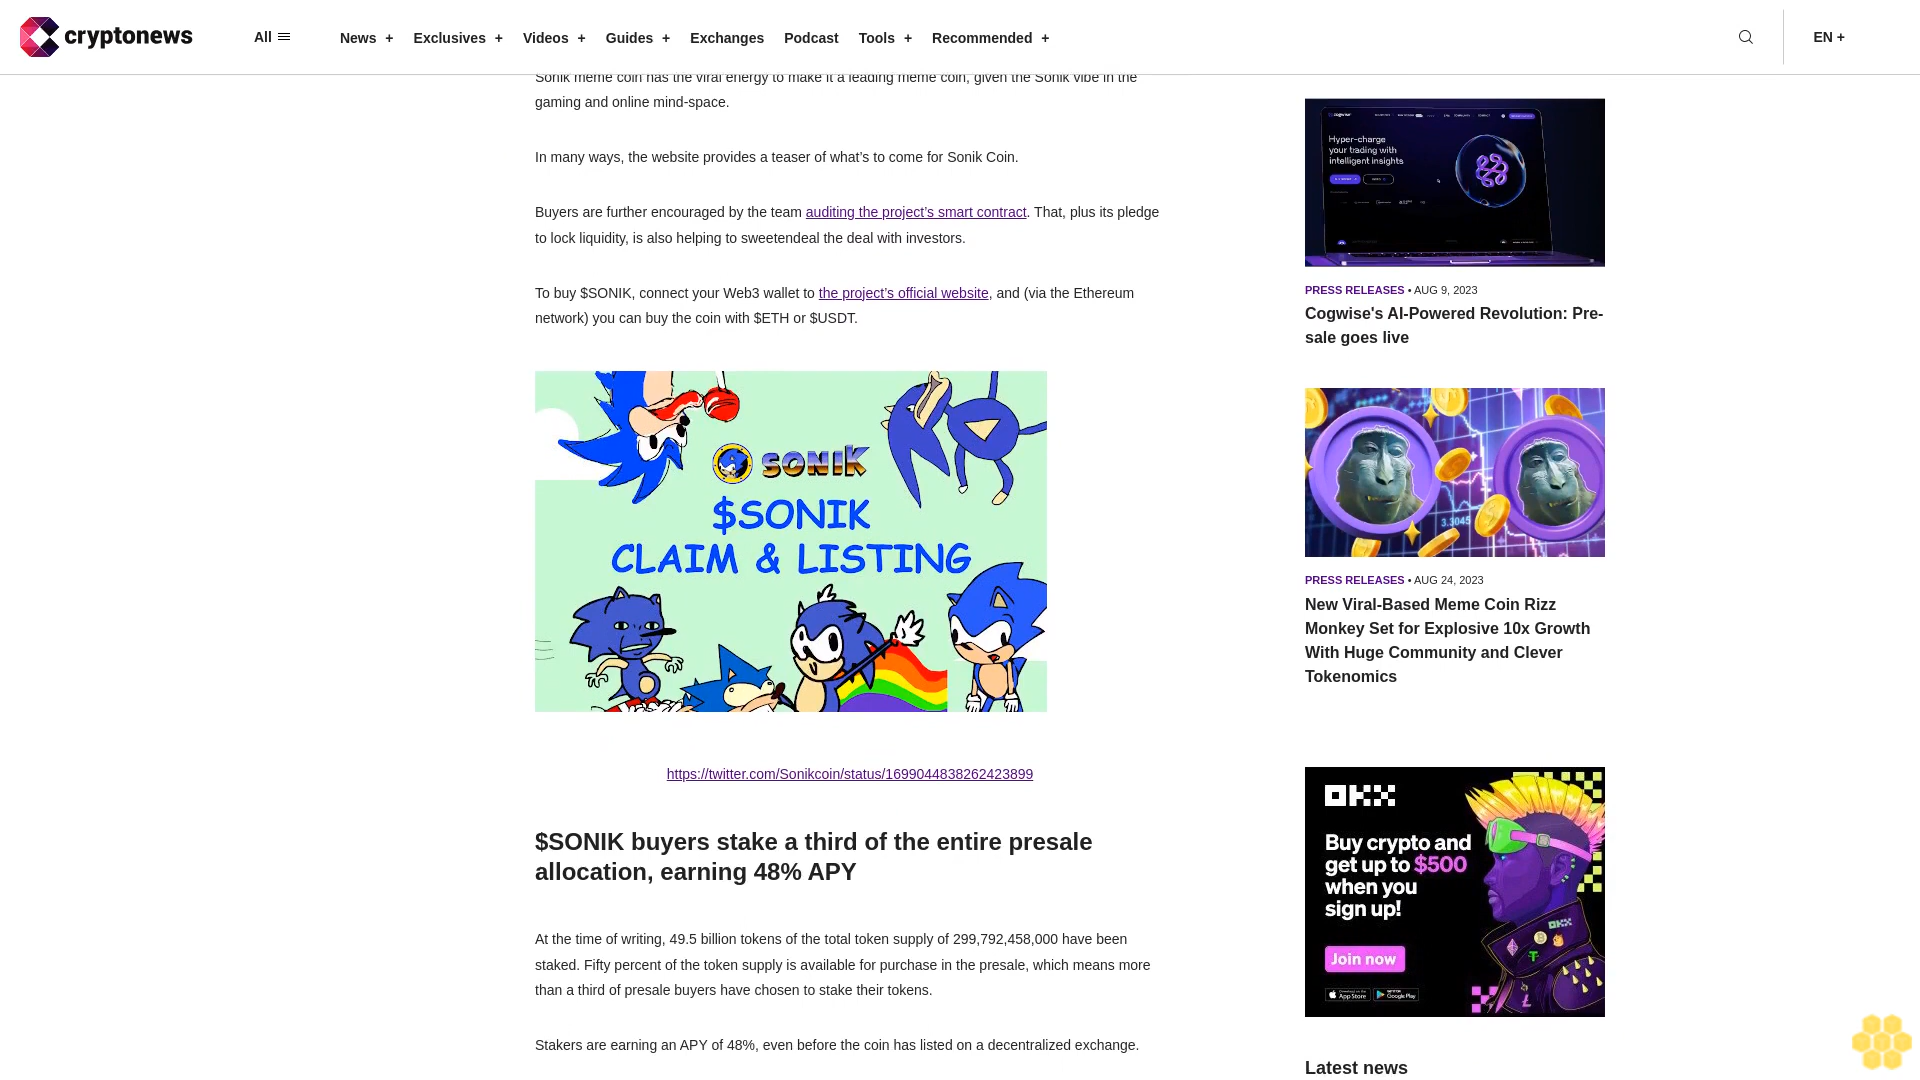 cryptonews
All
News +
Exclusives +
Videos +
Guides +
Exchanges
Podcast
Tools +
Recommended +
EN +
Sonik meme coin has the viral energy to make it a leading meme coin, given the Sonik vibe in the
gaming and online mind-space.
In many ways, the website provides a teaser of what’s to come for Sonik Coin.
Buyers are further encouraged by the team auditing the project’s smart contract. That, plus its pledge
to lock liquidity, is also helping to sweetendeal the deal with investors.
To buy $SONIK, connect your Web3 wallet to the project’s official website, and (via the Ethereum
network) you can buy the coin with $ETH or $USDT.
SONIK
$SONIK
CLAIM & LISTING
https://twitter.com/Sonikcoin/status/1699044838262423899
$SONIK buyers stake a third of the entire presale
allocation, earning 48% APY
At the time of writing, 49.5 billion tokens of the total token supply of 299,792,458,000 have been
staked. Fifty percent of the token supply is available for purchase in the presale, which means more
than a third of presale buyers have chosen to stake their tokens.
Stakers are earning an APY of 48%, even before the coin has listed on a decentralized exchange.
cogwise
Hyper-charge
your trading with
intelligent insights
PRESS RELEASES • AUG 9, 2023
Cogwise's AI-Powered Revolution: Pre-
sale goes live
3.3045
PRESS RELEASES • AUG 24, 2023
New Viral-Based Meme Coin Rizz
Monkey Set for Explosive 10x Growth
With Huge Community and Clever
Tokenomics
OKX
Buy crypto and
get up to $500
when you
sign up!
Join now
Download on the
App Store
Google Play
OKX
Latest news